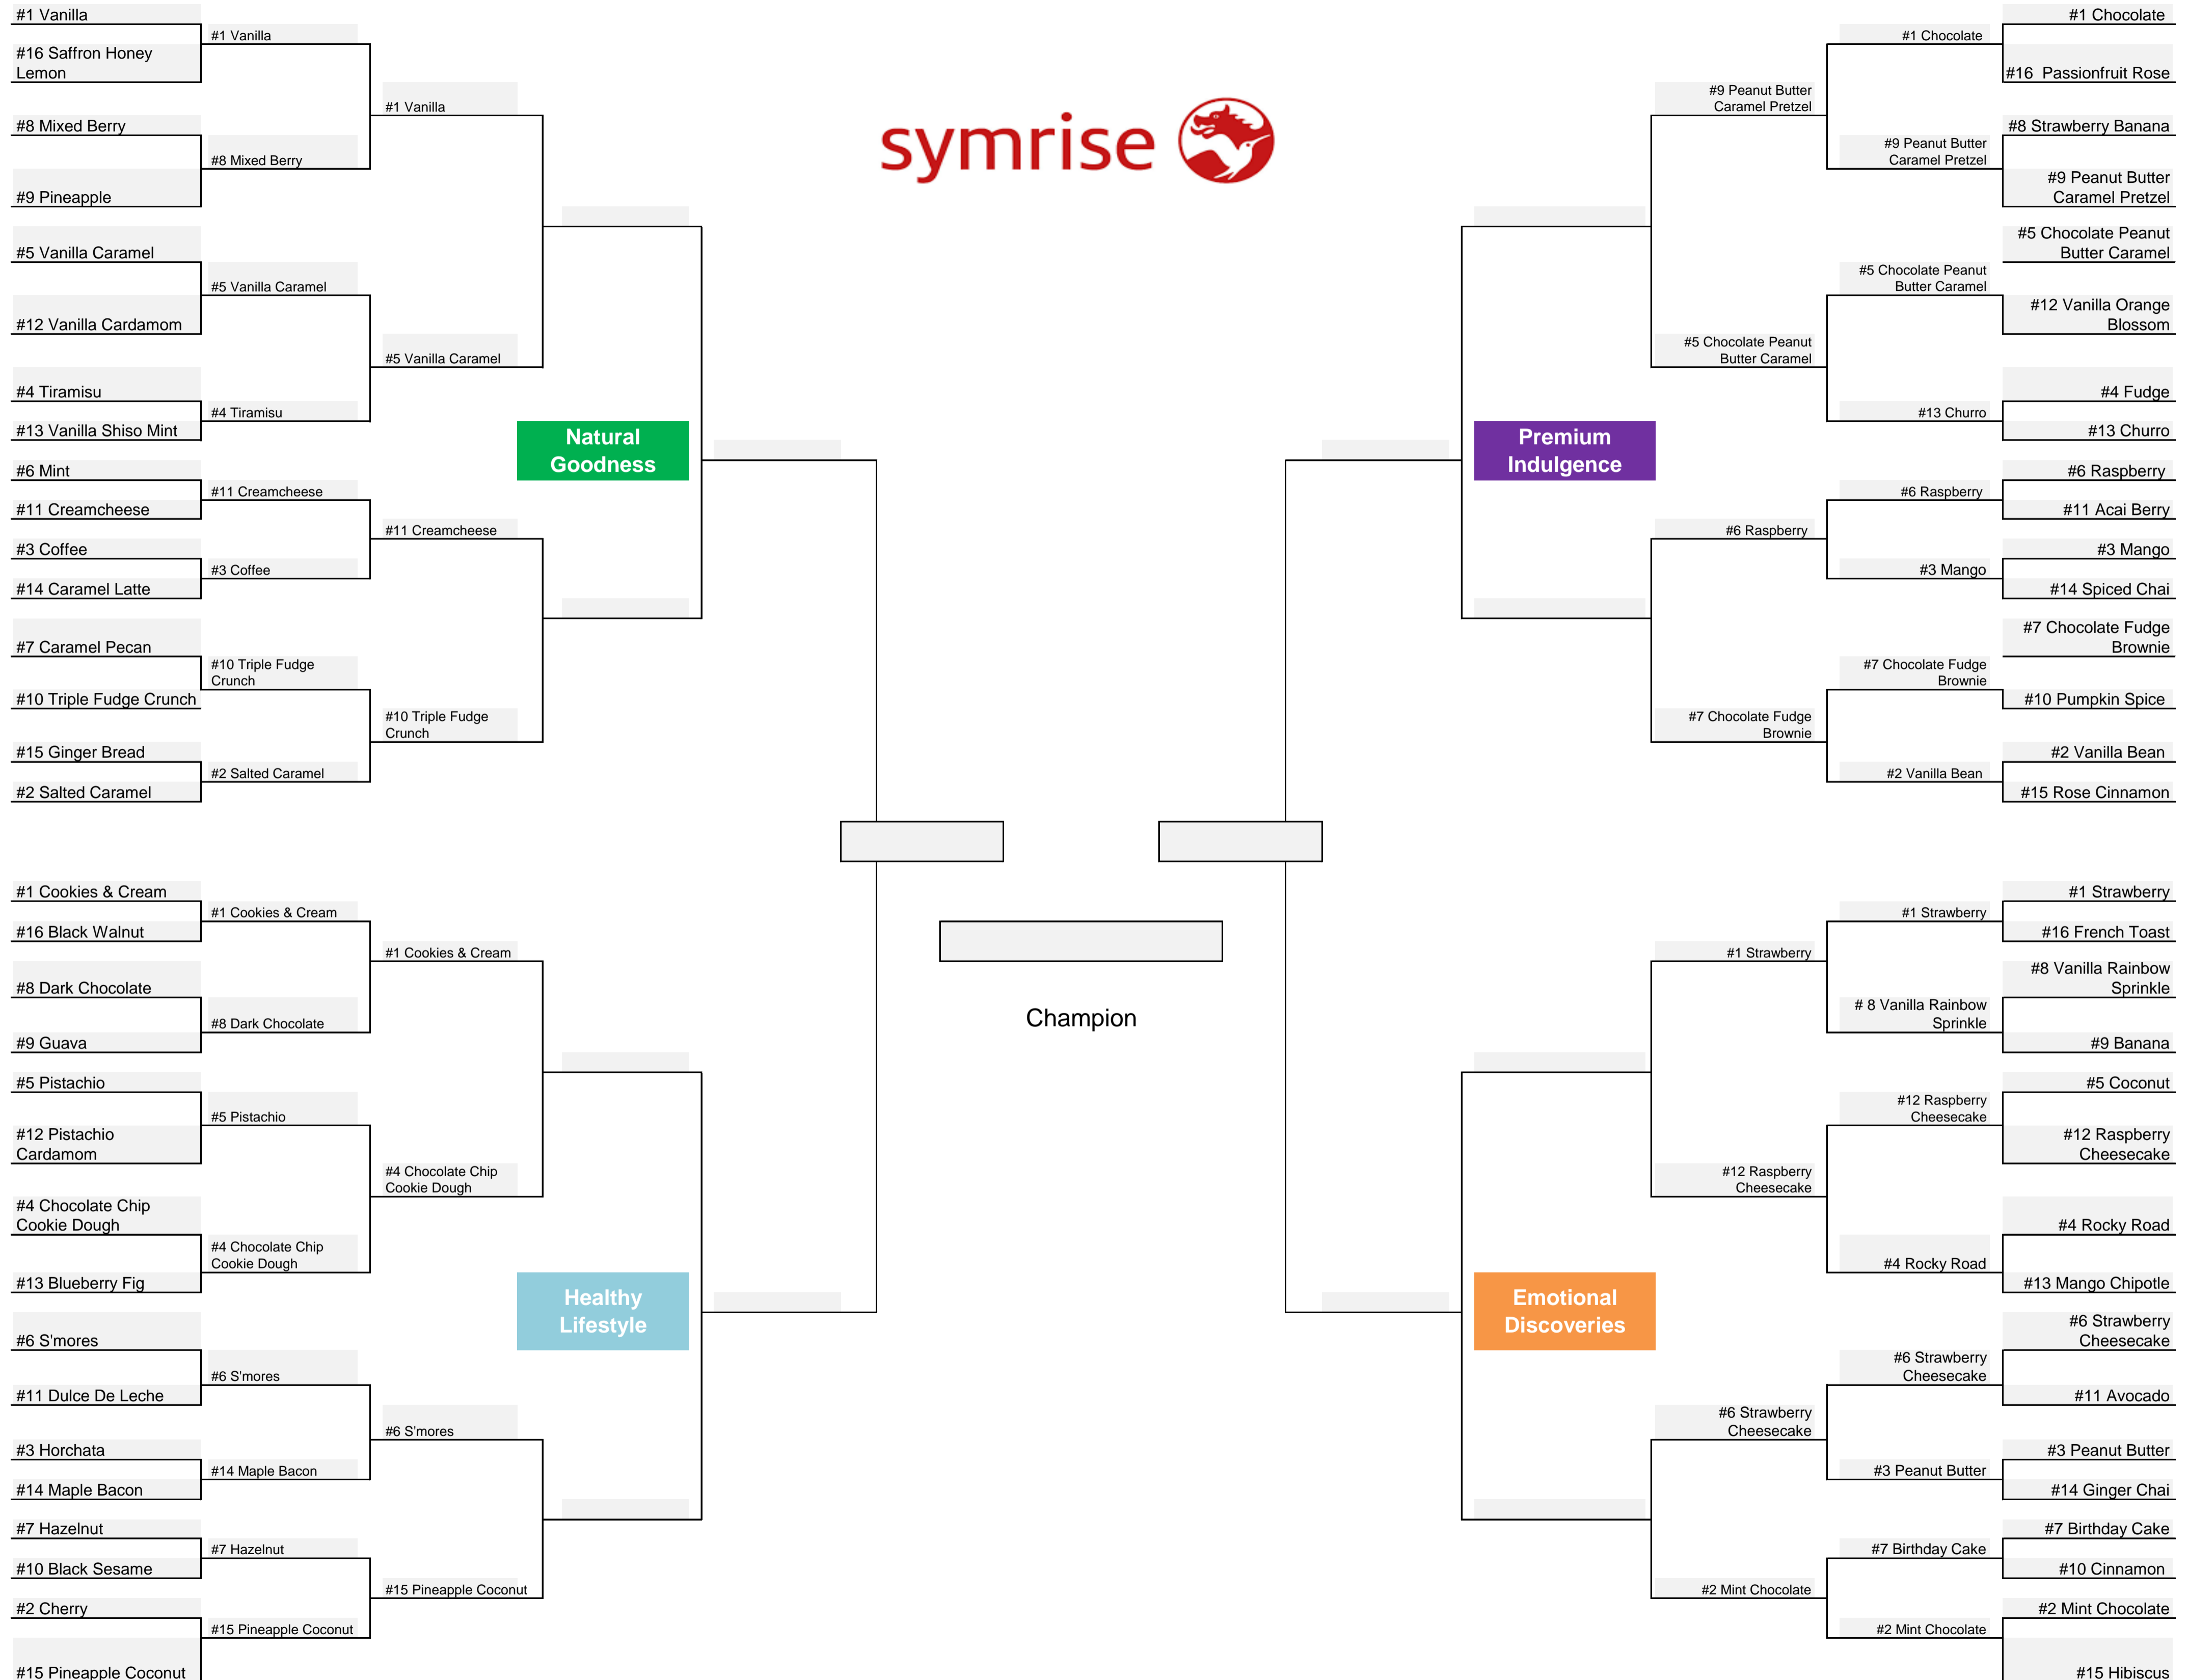 #1 Vanilla
#16 Saffron Honey
Lemon
#8 Mixed Berry
#9 Pineapple
#5 Vanilla Caramel
#12 Vanilla Cardamom
#4 Tiramisu
#13 Vanilla Shiso Mint
#6 Mint
#11 Creamcheese
#3 Coffee
#14 Caramel Latte
#7 Caramel Pecan
#10 Triple Fudge Crunch
#15 Ginger Bread
#2 Salted Caramel
#1 Vanilla
#8 Mixed Berry
#5 Vanilla Caramel
#4 Tiramisu
#11 Creamcheese
#3 Coffee
#10 Triple Fudge
Crunch
#2 Salted Caramel
#1 Vanilla
#5 Vanilla Caramel
#11 Creamcheese
#10 Triple Fudge
Crunch
Natural
Goodness
symrise
#9 Peanut Butter
Caramel Pretzel
#5 Chocolate Peanut
Butter Caramel
#6 Raspberry
#7 Chocolate Fudge
Brownie
Premium
Indulgence
#1 Chocolate
#9 Peanut Butter
Caramel Pretzel
#5 Chocolate Peanut
Butter Caramel
#13 Churro
#6 Raspberry
#3 Mango
#7 Chocolate Fudge
Brownie
#2 Vanilla Bean
#1 Chocolate
#16 Passionfruit Rose
#8 Strawberry Banana
#9 Peanut Butter
Caramel Pretzel
#5 Chocolate Peanut
Butter Caramel
#12 Vanilla Orange
Blossom
#4 Fudge
#13 Churro
#6 Raspberry
#11 Acai Berry
#3 Mango
#14 Spiced Chai
#7 Chocolate Fudge
Brownie
#10 Pumpkin Spice
#2 Vanilla Bean
#15 Rose Cinnamon
#1 Cookies & Cream
#16 Black Walnut
#8 Dark Chocolate
#9 Guava
#5 Pistachio
#12 Pistachio
Cardamom
#4 Chocolate Chip
Cookie Dough
#13 Blueberry Fig
#6 S'mores
#11 Dulce De Leche
#3 Horchata
#14 Maple Bacon
#7 Hazelnut
#10 Black Sesame
#2 Cherry
#15 Pineapple Coconut
#1 Cookies & Cream
#8 Dark Chocolate
#5 Pistachio
#4 Chocolate Chip
Cookie Dough
#6 S'mores
#14 Maple Bacon
#7 Hazelnut
#15 Pineapple Coconut
#1 Cookies & Cream
#4 Chocolate Chip
Cookie Dough
#6 S'mores
#15 Pineapple Coconut
Healthy
Lifestyle
Champion
#1 Strawberry
#12 Raspberry
Cheesecake
#6 Strawberry
Cheesecake
#2 Mint Chocolate
Emotional
Discoveries
#1 Strawberry
# 8 Vanilla Rainbow
Sprinkle
#12 Raspberry
Cheesecake
#4 Rocky Road
#6 Strawberry
Cheesecake
#3 Peanut Butter
#7 Birthday Cake
#2 Mint Chocolate
#1 Strawberry
#16 French Toast
#8 Vanilla Rainbow
Sprinkle
#9 Banana
#5 Coconut
#12 Raspberry
Cheesecake
#4 Rocky Road
#13 Mango Chipotle
#6 Strawberry
Cheesecake
#11 Avocado
#3 Peanut Butter
#14 Ginger Chai
#7 Birthday Cake
#10 Cinnamon
#2 Mint Chocolate
#15 Hibiscus